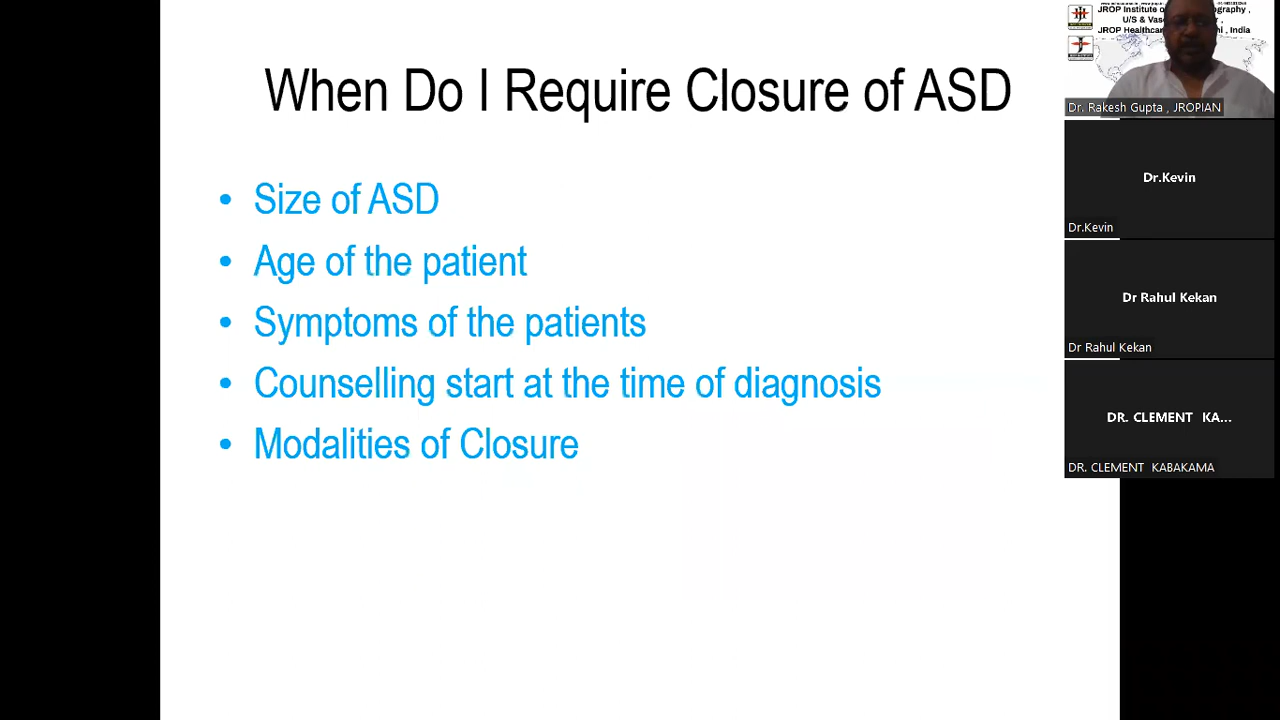 When Do I Require Closure of ASD
• Size of ASD
• Age of the patient
• Symptoms of the patients
• Counselling start at the time of diagnosis
• Modalities of Closure
JROP Institute of
U/S &
JROP Healthcar , India
Dr. Rakesh Gupta , JROPIAN
Dr.Kevin
Dr.Kevin
Dr Rahul Kekan
Dr Rahul Kekan
DR. CLEMENT KA...
DR. CLEMENT KABAKAMA